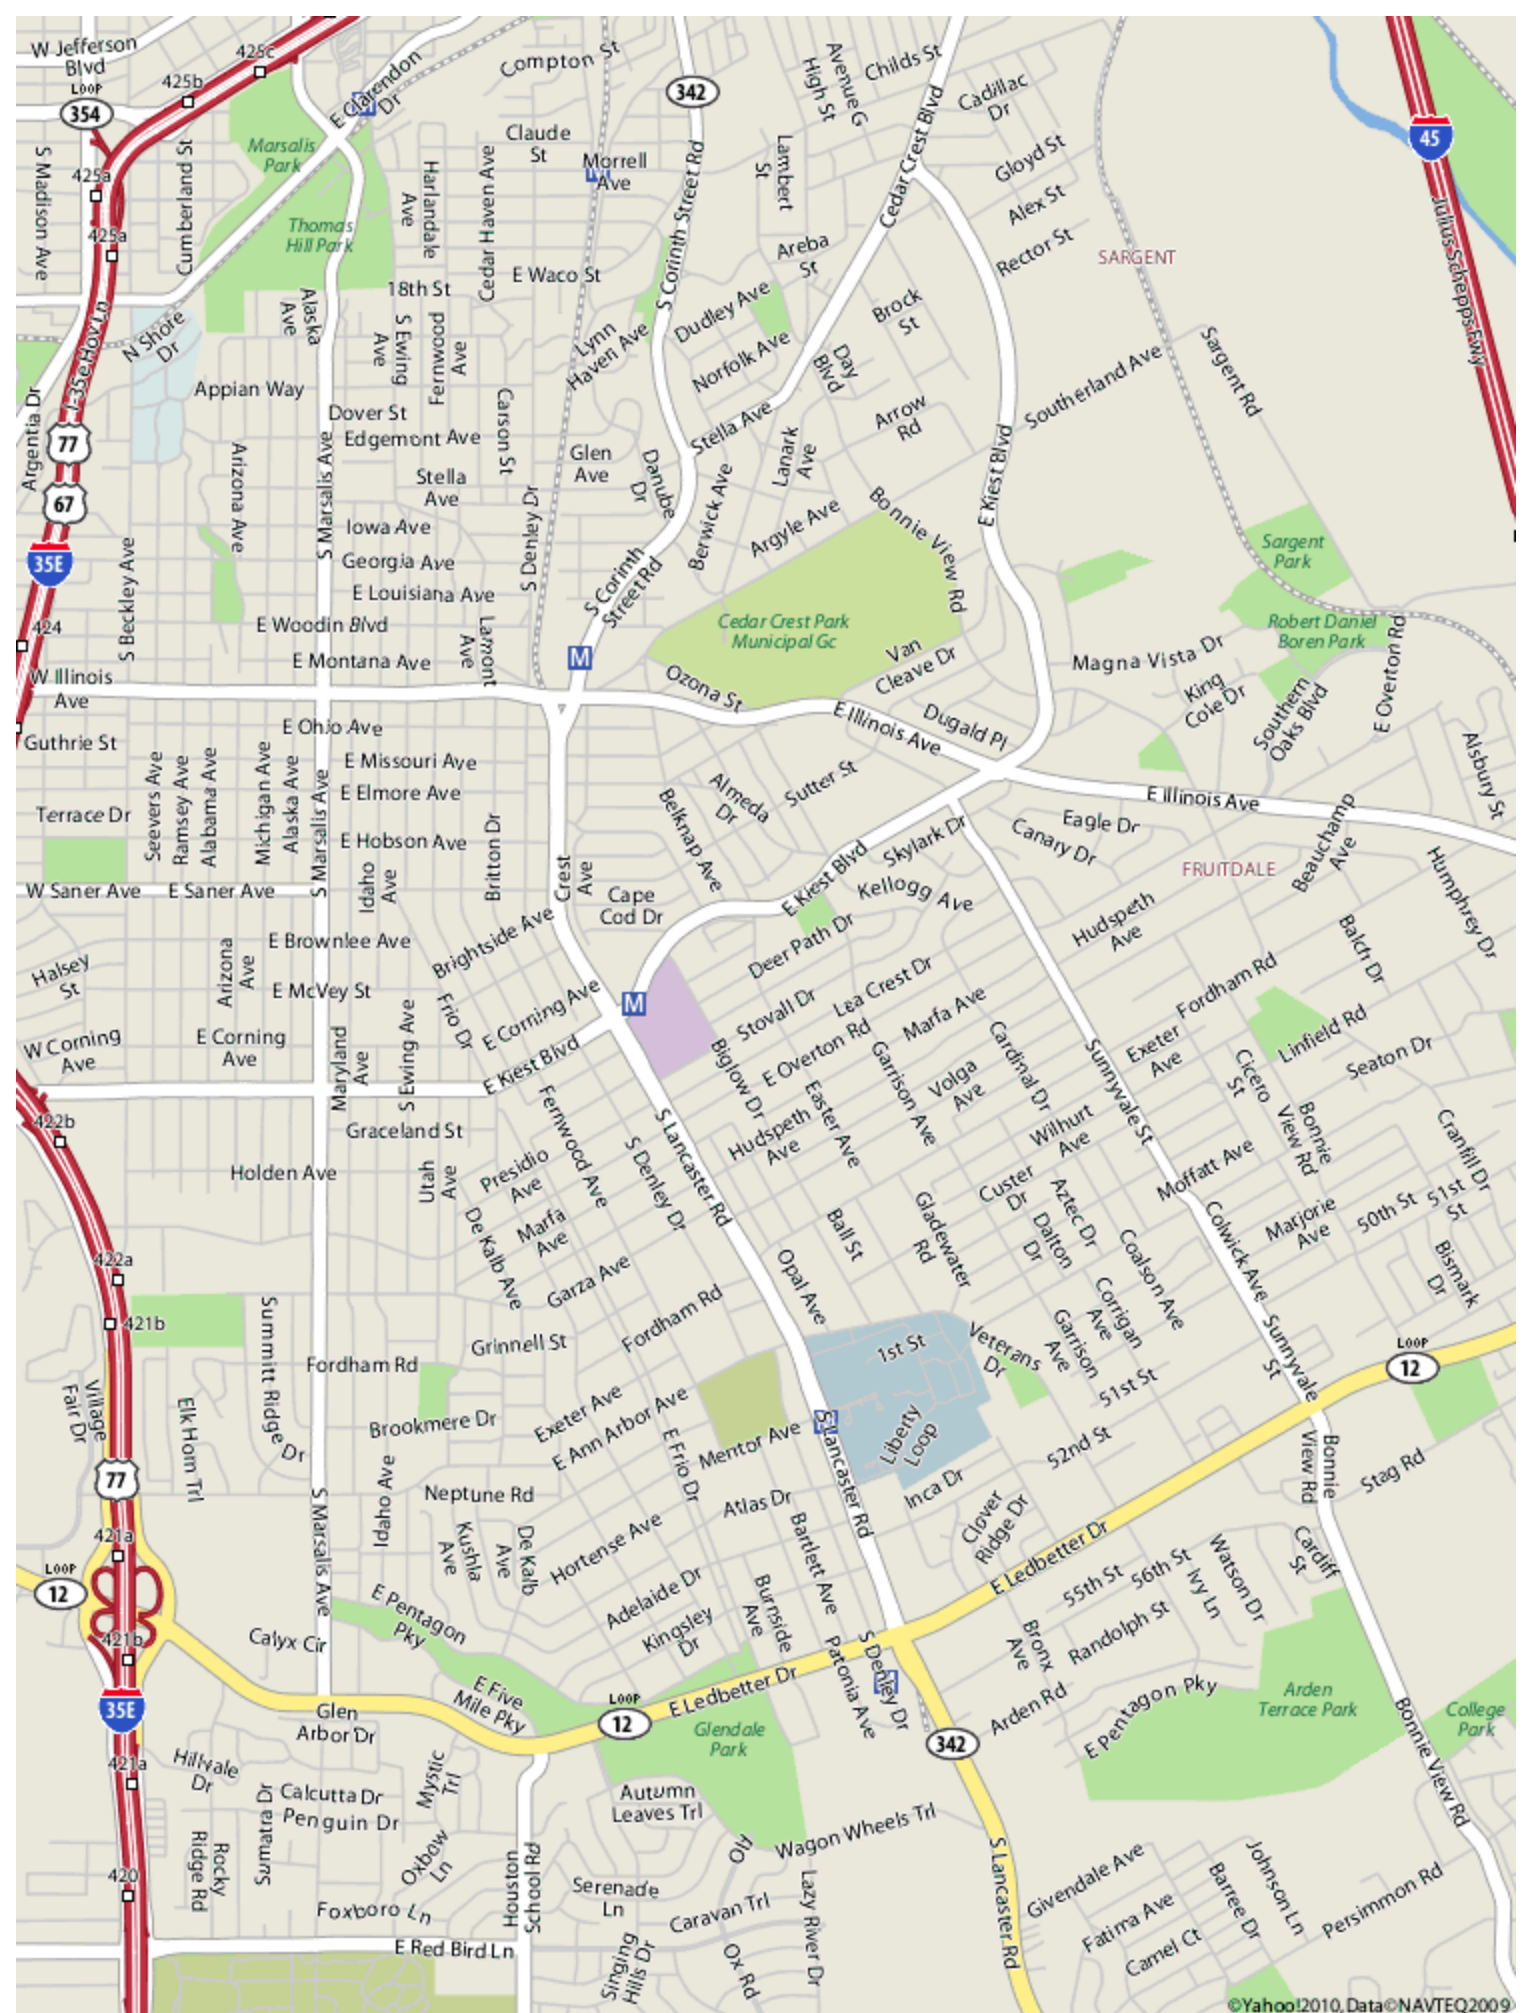 W Jefferson
Blvd
425c
425b
LOOP
354
425a
425a
S Madison Ave
Cumberland St
Marsalis
Park
Thomas
Hill Park
E Clarendon
Dr
Compton St
342
Claude
St
Morrell
Ave
Harlandale
Ave
Cedar Haven Ave
E Waco St
18th St
S Corinth Street Rd
Avenue G
High St
Childs St
Cadillac
Dr
Lambert
St
Gloyd St
Alex St
Rector St
Cedar Crest Blvd
Areba
St
SARGENT
45
Julius Schepps Fwy
I-35e Hov Ln
N Shore
Dr
Alaska
Ave
S Ewing
Ave
Fernwood
Ave
Lynn
Haven Ave
Dudley Ave
Norfolk Ave
Brock
St
Day
Blvd
Arrow
Rd
Southerland Ave
Sargent Rd
Argentia Dr
Appian Way
Dover St
Edgemont Ave
Carson St
Stella Ave
Stella
Ave
Glen
Ave
Danube
Dr
Berwick Ave
Lanark
Ave
77
67
35E
Arizona Ave
S Marsalis Ave
Iowa Ave
Georgia Ave
E Louisiana Ave
S Denley Dr
S Corinth
Street Rd
Argyle Ave
Bonnie View Rd
E Kiest Blvd
Sargent
Park
Robert Daniel
Boren Park
424
S Beckley Ave
E Woodin Blvd
E Montana Ave
Lamont
Ave
M
Cedar Crest Park
Municipal Gc
Van
Cleave Dr
Magna Vista Dr
King
Cole Dr
Southern
Oaks Blvd
E Overton Rd
W Illinois
Ave
Ozona St
E Illinois Ave
Dugald Pl
E Ohio Ave
Guthrie St
E Missouri Ave
E Elmore Ave
Terrace Dr
Seevers Ave
Ramsey Ave
Alabama Ave
Michigan Ave
Alaska Ave
S Marsalis Ave
E Hobson Ave
Britton Dr
Almeda
Dr
Sutter St
Belknap Ave
E Illinois Ave
Alsbury St
Eagle Dr
Canary Dr
Skylark Dr
Beauchamp
Ave
FRUITDALE
Humphrey Dr
W Saner Ave
E Saner Ave
Idaho
Ave
Crest
Ave
Cape
Cod Dr
E Kiest Blvd
Kellogg Ave
Hudspeth
Ave
Balch Dr
E Brownlee Ave
Brightside Ave
Deer Path Dr
Halsey
St
Arizona
Ave
E McVey St
Frio Dr
E Corning Ave
M
Stovall Dr
Lea Crest Dr
Marfa Ave
Fordham Rd
Linfield Rd
Seaton Dr
W Corning
Ave
E Corning
Ave
Maryland
Ave
S Ewing Ave
E Kiest Blvd
Biglow Dr
E Overton Rd
Garrison Ave
Volga
Ave
Cardinal Dr
Sunnyvale St
Exeter
Ave
Cicero
St
Bonnie
View Rd
Cranfill Dr
422b
Graceland St
Holden Ave
Utah
Ave
Presidio
Ave
Fernwood Ave
S Denley Dr
S Lancaster Rd
Hudspeth
Ave
Easter Ave
Wilhurt
Ave
Custer
Dr
Moffatt Ave
50th St
51st
St
Marjorie
Ave
De Kalb Ave
Marfa
Ave
Garza Ave
Ball St
Gladewater
Rd
Aztec Dr
Dalton
Dr
Coalson Ave
Colwick Ave
Bismark
Dr
422a
421b
Opal Ave
Corrigan
Ave
Garrison
Ave
Summitt Ridge Dr
Grinnell St
Fordham Rd
Fordham Rd
1st St
Veterans
Dr
Sunnyvale
St
LOOP
12
51st St
Village
Fair Dr
Elk Horn Trl
Brookmere Dr
Exeter Ave
E Ann Arbor Ave
E Frio Dr
Mentor Ave
Liberty
Loop
52nd St
Bonnie
View Rd
Stag Rd
77
Idaho Ave
Neptune Rd
Atlas Dr
S Lancaster Rd
Inca Dr
Clover
Ridge Dr
421a
S Marsalis Ave
Kushla
Ave
De Kalb
Ave
Hortense Ave
Bartlett Ave
E Ledbetter Dr
55th St
56th St
Watson Dr
Cardiff
St
Ivy Ln
LOOP
12
E Pentagon
Pky
Adelaide Dr
Kingsley
Dr
Burnside
Ave
Randolph St
Bronx
Ave
421b
Calyx Cir
Patonia Ave
S Denley Dr
E Five
Mile Pky
LOOP
12
E Ledbetter Dr
Arden Rd
E Pentagon Pky
Arden
Terrace Park
College
Park
35E
Glen
Arbor Dr
Glendale
Park
342
Bonnie View Rd
421a
Hillvale
Dr
Calcutta Dr
Penguin Dr
Mystic
Trl
Autumn
Leaves Trl
Wagon Wheels Trl
Old
Sumatra Dr
Rocky
Ridge Rd
Oxbow
Ln
420
Foxboro Ln
Houston
School Rd
Serenade
Ln
Caravan Trl
Lazy River Dr
S Lancaster Rd
Givendale Ave
Fatima Ave
Camel Ct
Barree Dr
Johnson Ln
Persimmon Rd
E Red Bird Ln
Singing
Hills Dr
Ox Rd
©Yahoo!2010, Data©NAVTEQ2009